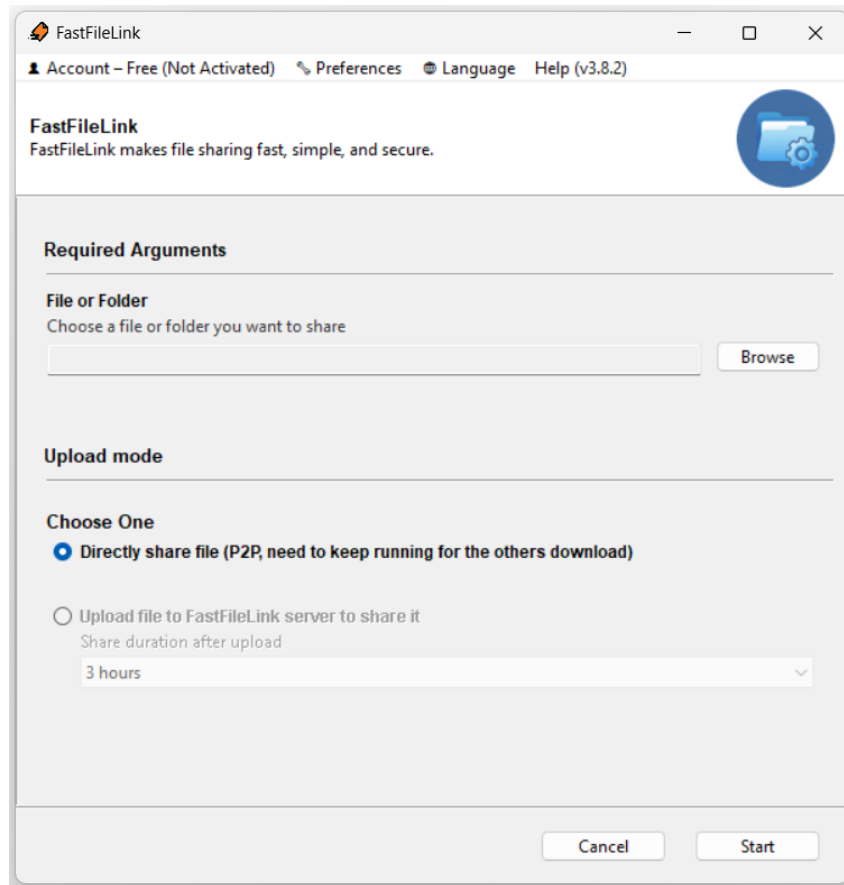 FastFileLink
Account – Free (Not Activated) Preferences Language Help (v3.8.2)
FastFileLink
FastFileLink makes file sharing fast, simple, and secure.
Required Arguments
File or Folder
Choose a file or folder you want to share
Browse
Upload mode
Choose One
Directly share file (P2P, need to keep running for the others download)
Upload file to FastFileLink server to share it
Share duration after upload
3 hours
Cancel Start